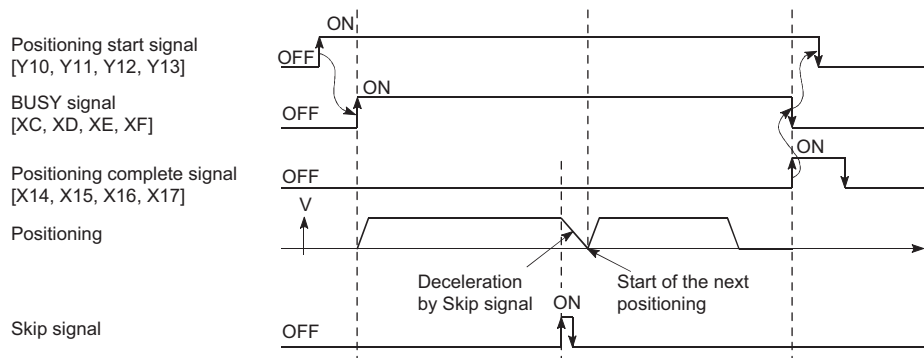 ON
Positioning start signal
[Y10, Y11, Y12, Y13]
OFF
BUSY signal
[XC, XD, XE, XF]
ON
OFF
Positioning complete signal
[X14, X15, X16, X17]
ON
OFF
V
Positioning
Deceleration
by Skip signal
Start of the next
positioning
ON
Skip signal
OFF